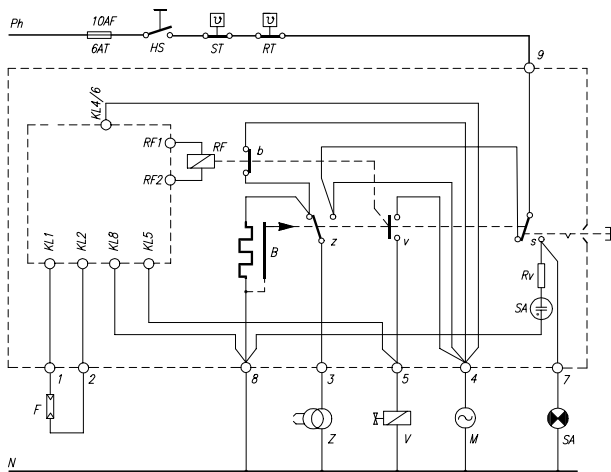 Ph
10AF
6AT
HS
ʋ
ST
ʋ
RT
9
KL4/6
RF1
RF
b
RF2
KL1
KL2
KL8
KL5
B
z
v
s
Rv
SA
1
2
8
3
5
4
7
F
Z
V
M
SA
N